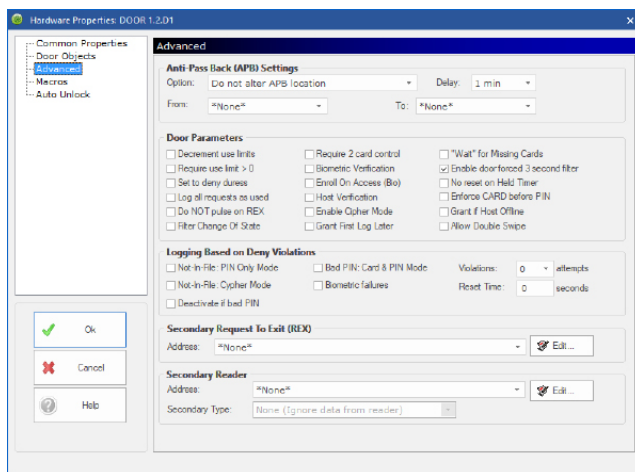 Hardware Properties: DOOR 1.2.D1
Common Properties
Door Objects
Advanced
Macros
Auto Unlock
Ok
Cancel
Help
Advanced
Anti-Pass Back (APB) Settings
Option: Do not alter APB location Delay: 1 min
From: *None* To: *None*
Door Parameters
Decrement use limits Require 2 card control "Wait" for Missing Cards
Require use limit > 0 Biometric Verification Enable door-forced 3 second filter
Set to deny duress Enroll On Access (Bio) No reset on Held Timer
Log all requests as used Host Verification Enforce CARD before PIN
Do NOT pulse on REX Enable Cipher Mode Grant if Host Offline
Filter Change Of State Grant First Log Later Allow Double Swipe
Logging Based on Deny Violations
Not-In-File: PIN Only Mode Bad PIN: Card & PIN Mode Violations: 0 attempts
Not-In-File: Cypher Mode Biometric failures Reset Time: 0 seconds
Deactivate if bad PIN
Secondary Request To Exit (REX)
Address: *None* Edit...
Secondary Reader
Address: *None* Edit...
Secondary Type: None (Ignore data from reader)